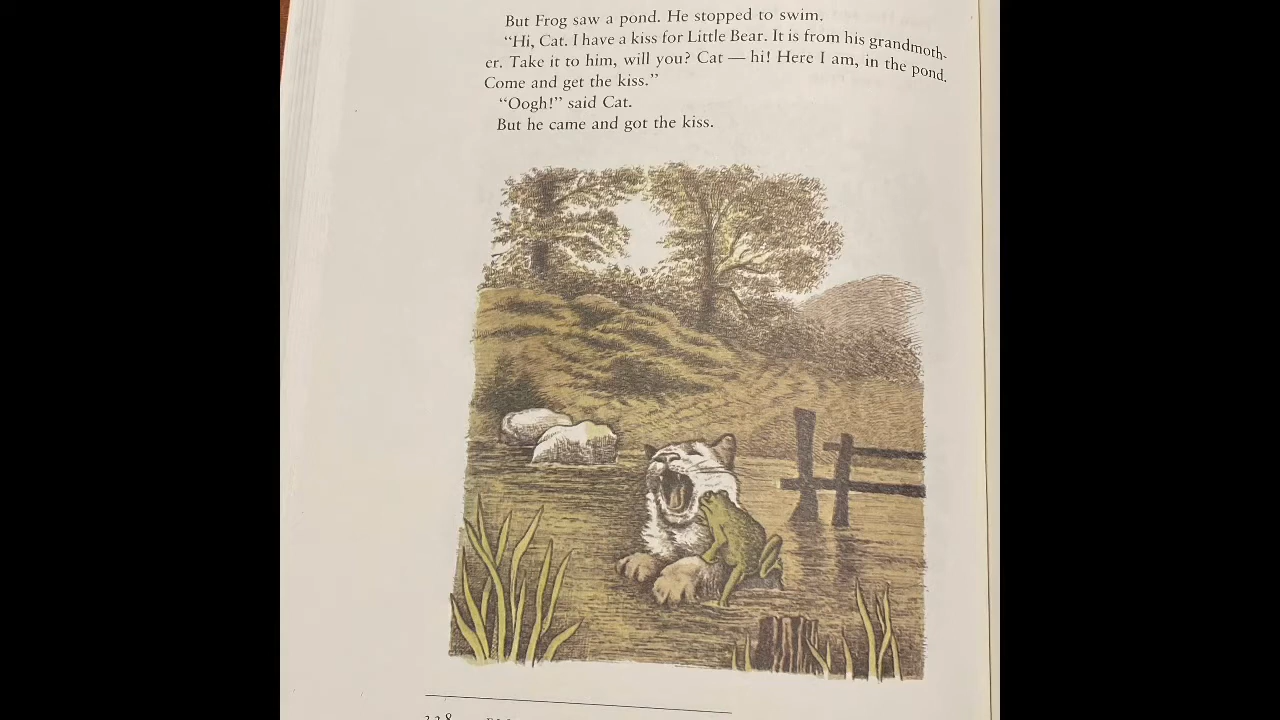 But Frog saw a pond. He stopped to swim.
“Hi, Cat. I have a kiss for Little Bear. It is from his grandmoth-
er. Take it to him, will you? Cat — hi! Here I am, in the pond.
Come and get the kiss.”
“Oogh!” said Cat.
But he came and got the kiss.